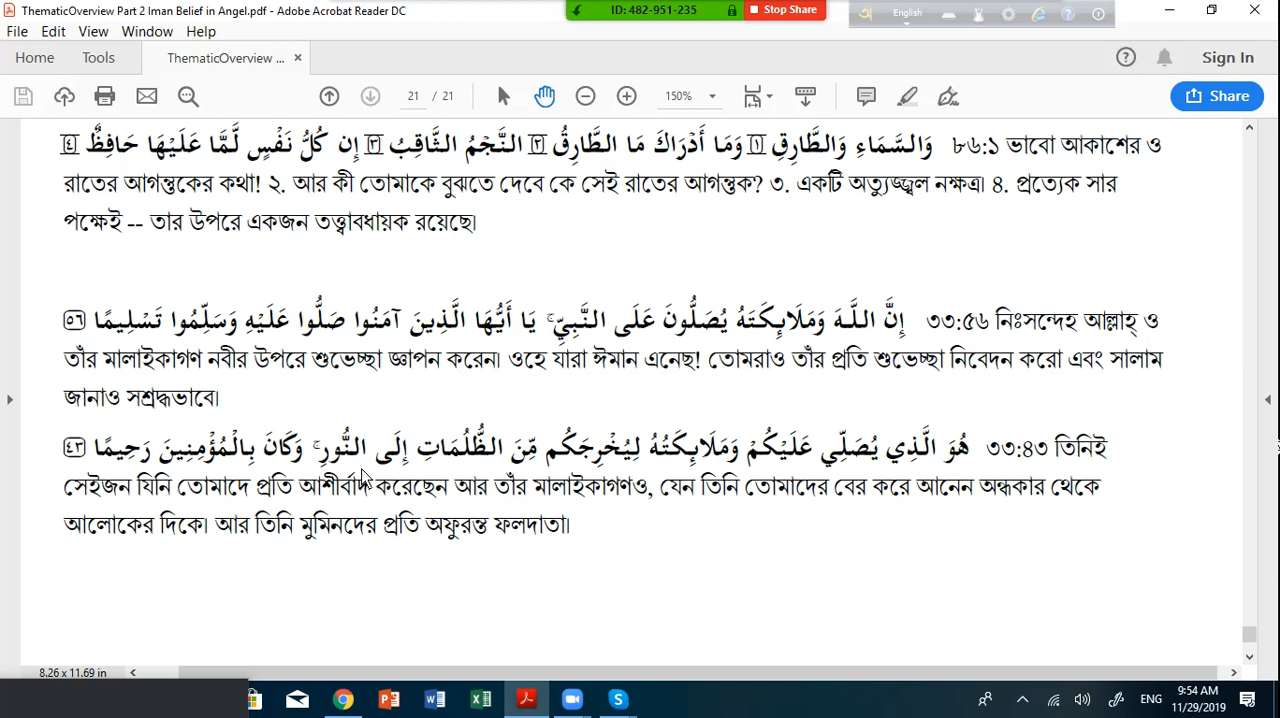 ThematicOverview Part 2 Iman Belief in Angel.pdf - Adobe Acrobat Reader DC
ID: 482-951-235
Stop Share
English
File Edit View Window Help
Home Tools ThematicOverview ... ×
Sign In
21 / 21
150%
Share
وَالسَّمَاءِ وَالطَّارِقِ ﴿١﴾ وَمَا أَدْرَاكَ مَا الطَّارِقُ ﴿٢﴾ النَّجْمُ الثَّاقِبُ ﴿٣﴾ إِن كُلُّ نَفْسٍ لَّمَّا عَلَيْهَا حَافِظٌ ﴿٤﴾ ৮৬:১ ভাবো আকাশের ও
রাতের আগন্তুকের কথা! ২. আর কী তোমাকে বুঝতে দেবে কে সেই রাতের আগন্তুক? ৩. একটি অত্যুজ্জ্বল নক্ষত্র। ৪. প্রত্যেক সার
পক্ষেই -- তার উপরে একজন তত্ত্বাবধায়ক রয়েছে।
إِنَّ اللَّـهَ وَمَلَائِكَتَهُ يُصَلُّونَ عَلَى النَّبِيِّ ۚ يَا أَيُّهَا الَّذِينَ آمَنُوا صَلُّوا عَلَيْهِ وَسَلِّمُوا تَسْلِيمًا ﴿٥٦﴾ ৩৩:৫৬ নিঃসন্দেহ আল্লাহ্ ও
তাঁর মালাইকাগণ নবীর উপরে শুভেচ্ছা জ্ঞাপন করেন। ওহে যারা ঈমান এনেছ! তোমরাও তাঁর প্রতি শুভেচ্ছা নিবেদন করো এবং সালাম
জানাও সশ্রদ্ধভাবে।
هُوَ الَّذِي يُصَلِّي عَلَيْكُمْ وَمَلَائِكَتُهُ لِيُخْرِجَكُم مِّنَ الظُّلُمَاتِ إِلَى النُّورِ ۚ وَكَانَ بِالْمُؤْمِنِينَ رَحِيمًا ﴿٤٣﴾ ৩৩:৪৩ তিনিই
সেইজন যিনি তোমাদে প্রতি আশীর্বাদ করেছেন আর তাঁর মালাইকাগণও, যেন তিনি তোমাদের বের করে আনেন অন্ধকার থেকে
আলোকের দিকে। আর তিনি মুমিনদের প্রতি অফুরন্ত ফলদাতা।
8.26 x 11.69 in
ENG
9:54 AM
11/29/2019